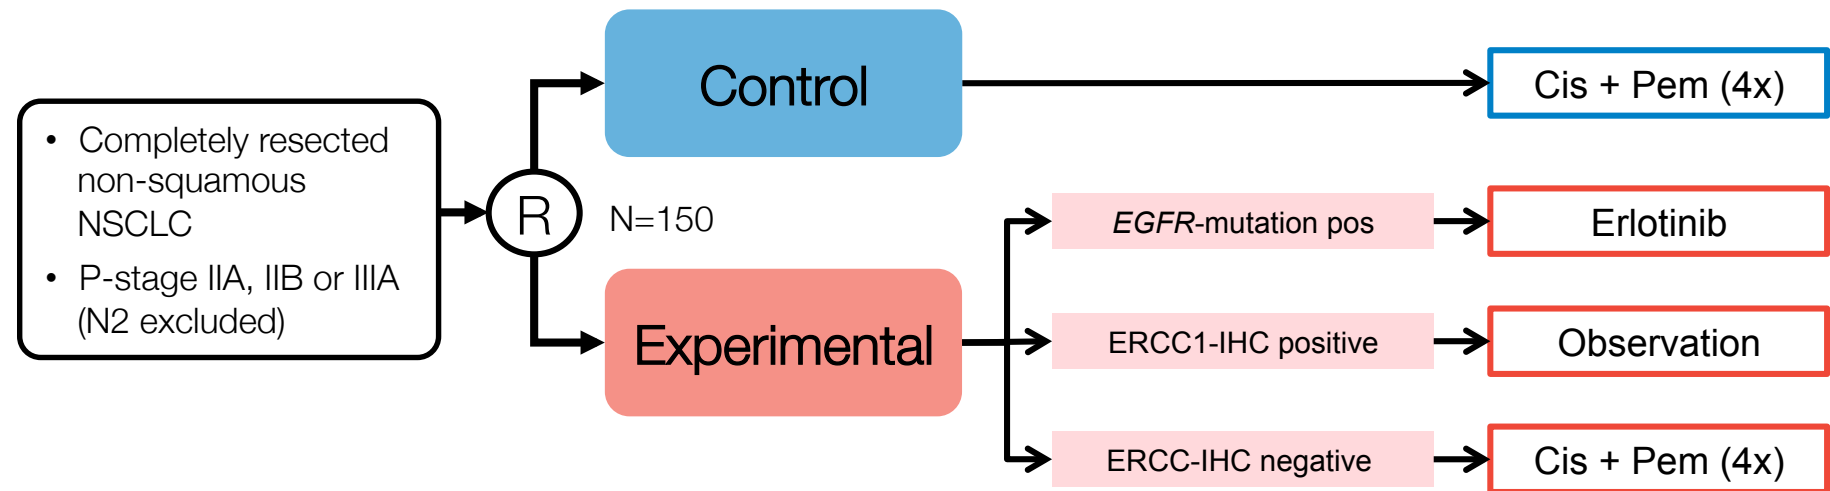 • Completely resected
non-squamous
NSCLC
• P-stage IIA, IIB or IIIA
(N2 excluded)
R
N=150
Control
Cis + Pem (4x)
Experimental
EGFR-mutation pos
Erlotinib
ERCC1-IHC positive
Observation
ERCC-IHC negative
Cis + Pem (4x)